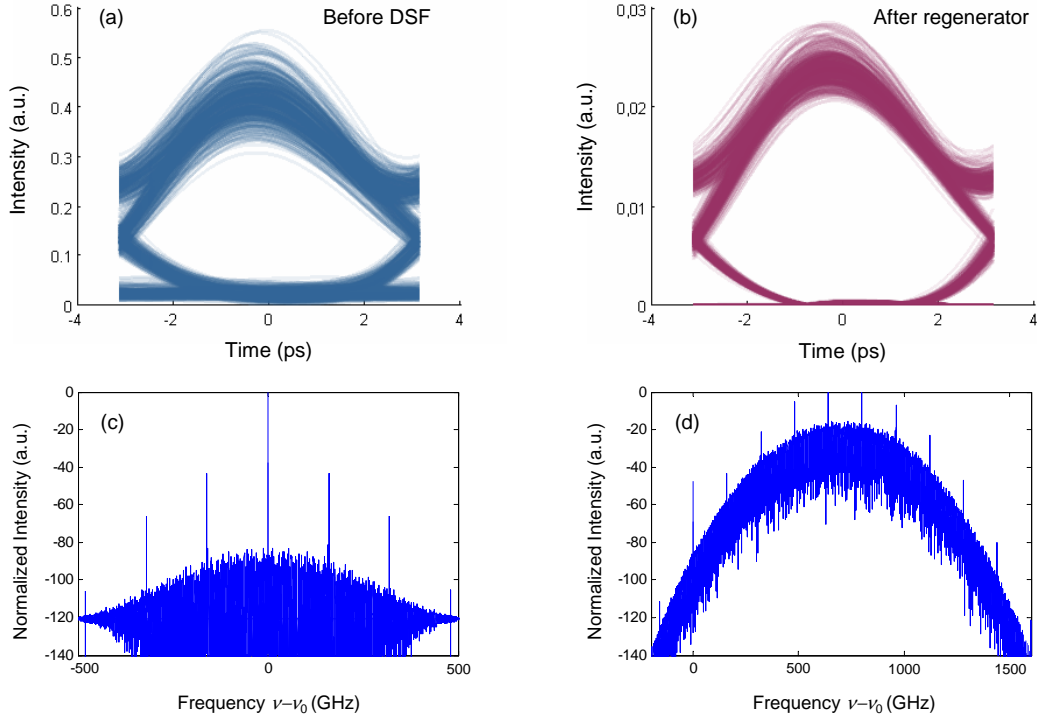 (a) Before DSF
Intensity (a.u.)
0.6
0.5
0.4
0.3
0.2
0.1
0
-4 -2 0 2 4
Time (ps)
(b) After regenerator
Intensity (a.u.)
0,03
0,02
0,01
0
-4 -2 0 2 4
Time (ps)
(c)
Normalized Intensity (a.u.)
0
-20
-40
-60
-80
-100
-120
-140
-500 0 500
Frequency ν−ν0 (GHz)
(d)
Normalized Intensity (a.u.)
0
-20
-40
-60
-80
-100
-120
-140
0 500 1000 1500
Frequency ν−ν0 (GHz)